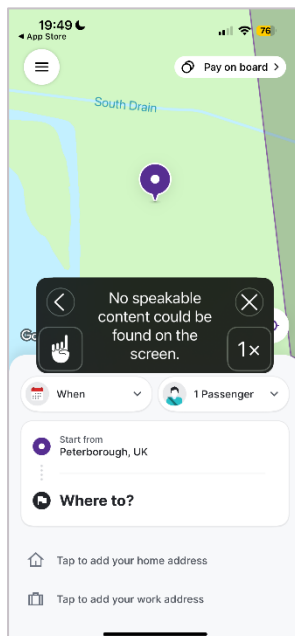 19:49
◀ App Store
76
Pay on board
South Drain
No speakable
content could be
found on the
screen.
1×
Go
When
1 Passenger
Start from
Peterborough, UK
Where to?
Tap to add your home address
Tap to add your work address